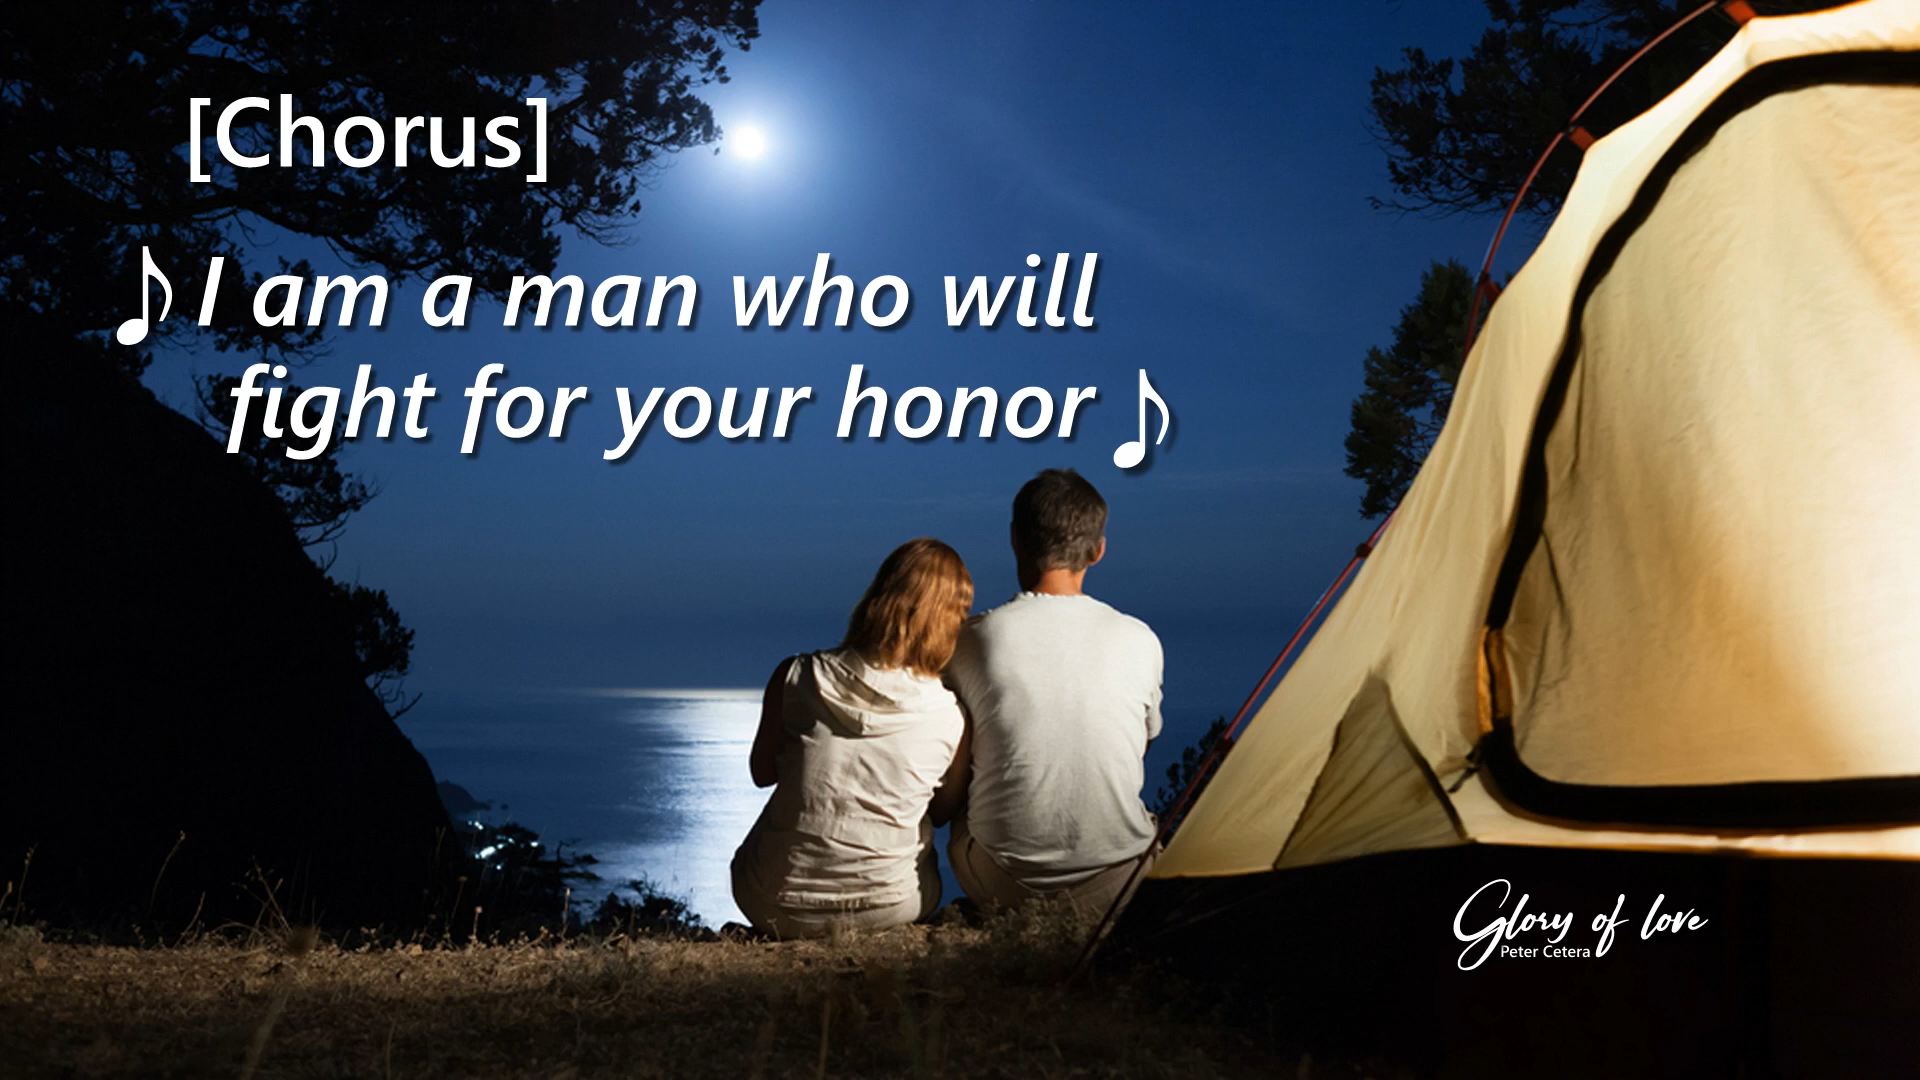 [Chorus]
♪ I am a man who will
fight for your honor ♪
Glory of love
Peter Cetera